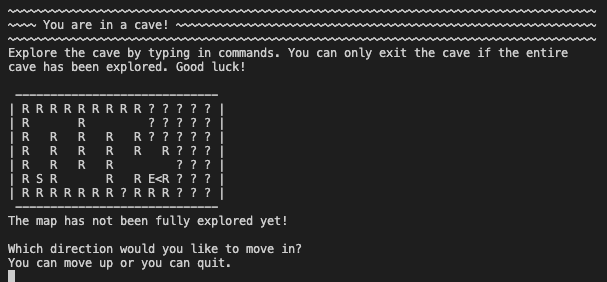 ~~~~~~~~~~~~~~~~~~~~~~~~~~~~~~~~~~~~~~~~~~~~~~~~~~~~~~~~~~~~~~~~~~~~~~~~~~~~~~~~~~~~
~~~~ You are in a cave! ~~~~~~~~~~~~~~~~~~~~~~~~~~~~~~~~~~~~~~~~~~~~~~~~~~~~~~~~~~~~
~~~~~~~~~~~~~~~~~~~~~~~~~~~~~~~~~~~~~~~~~~~~~~~~~~~~~~~~~~~~~~~~~~~~~~~~~~~~~~~~~~~~
Explore the cave by typing in commands. You can only exit the cave if the entire
cave has been explored. Good luck!

 -----------------------------
| R R R R R R R R R ? ? ? ? ? |
| R       R         ? ? ? ? ? |
| R   R   R   R   R ? ? ? ? ? |
| R   R   R   R   R   R ? ? ? |
| R   R   R   R         ? ? ? |
| R S R       R   R E<R ? ? ? |
| R R R R R R R ? R R R ? ? ? |
 -----------------------------
The map has not been fully explored yet!

Which direction would you like to move in?
You can move up or you can quit.